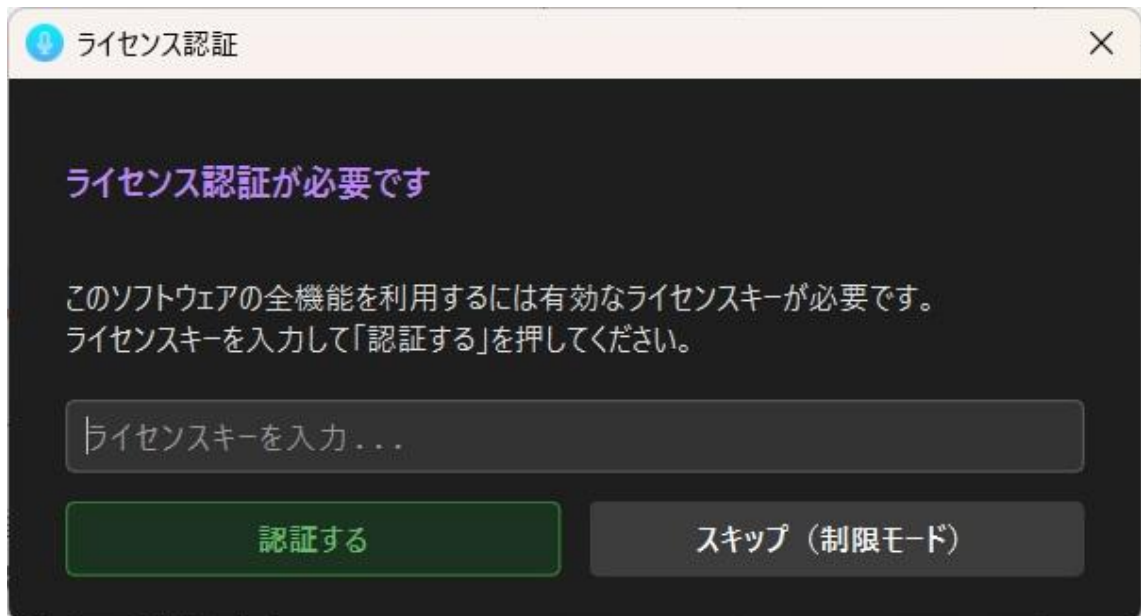 ライセンス認証
ライセンス認証が必要です
このソフトウェアの全機能を利用するには有効なライセンスキーが必要です。
ライセンスキーを入力して「認証する」を押してください。
ライセンスキーを入力...
認証する
スキップ（制限モード）